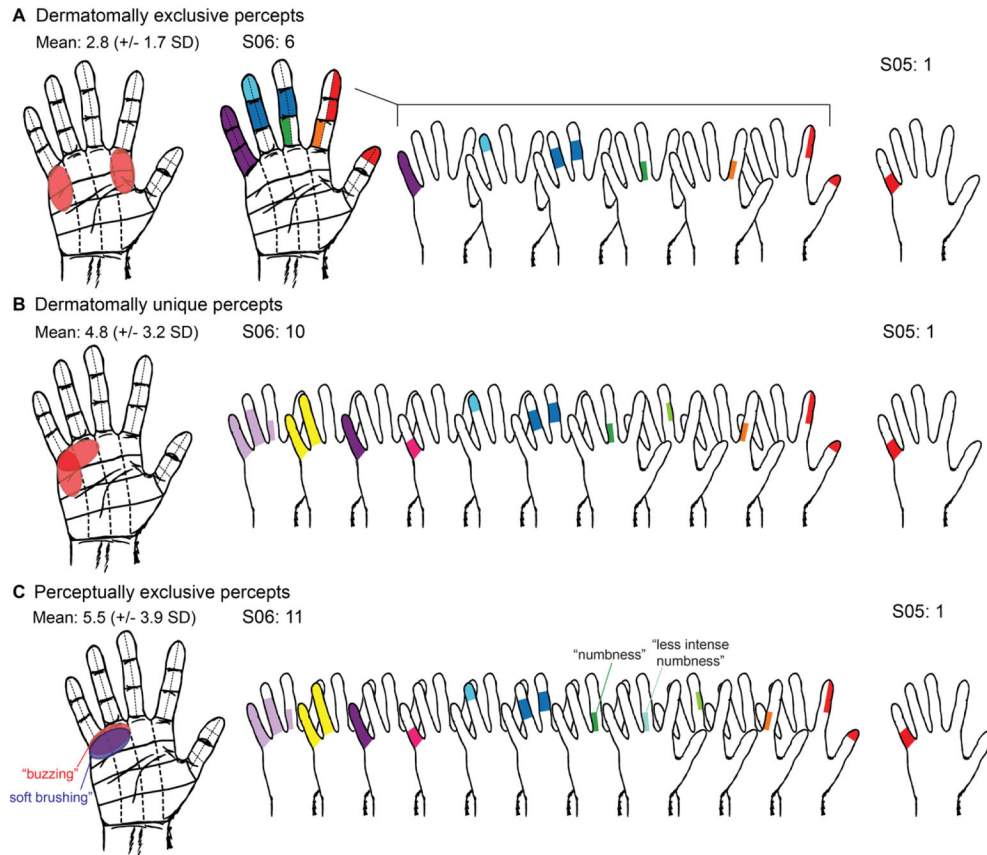 A Dermatomally exclusive percepts
Mean: 2.8 (+/- 1.7 SD)
S06: 6
S05: 1
B Dermatomally unique percepts
Mean: 4.8 (+/- 3.2 SD)
S06: 10
S05: 1
C Perceptually exclusive percepts
Mean: 5.5 (+/- 3.9 SD)
S06: 11
S05: 1
“numbness”
“less intense
numbness”
“buzzing”
soft brushing”